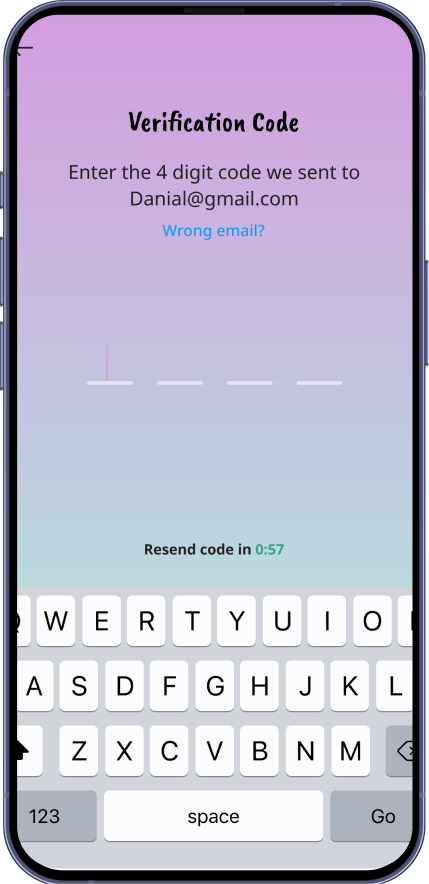 Verification Code
Enter the 4 digit code we sent to
Danial@gmail.com
Wrong email?
Resend code in 0:57
Q W E R T Y U I O
A S D F G H J K L
Z X C V B N M
123 space Go